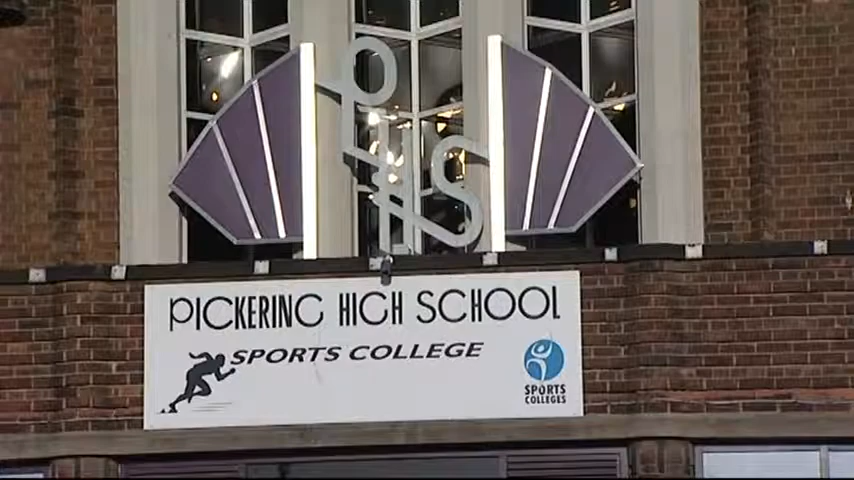 PHS
PICKERING HIGH SCHOOL
SPORTS COLLEGE
SPORTS
COLLEGES